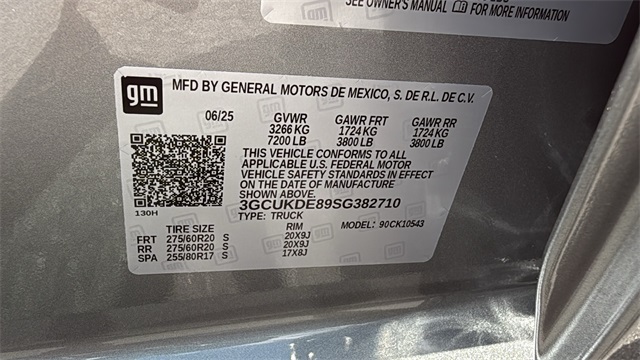 SEE OWNER'S MANUAL FOR MORE INFORMATION
gm
MFD BY GENERAL MOTORS DE MEXICO, S. DE R.L. DE C.V.
06/25 GVWR GAWR FRT GAWR RR
3266 KG 1724 KG 1724 KG
7200 LB 3800 LB 3800 LB
THIS VEHICLE CONFORMS TO ALL
APPLICABLE U.S. FEDERAL MOTOR
VEHICLE SAFETY STANDARDS IN EFFECT
ON THE DATE OF MANUFACTURE
SHOWN ABOVE.
130H 3GCUKDE89SG382710
TYPE: TRUCK
TIRE SIZE RIM MODEL: 90CK10543
FRT 275/60R20 S 20X9J
RR 275/60R20 S 20X9J
SPA 255/80R17 S 17X8J